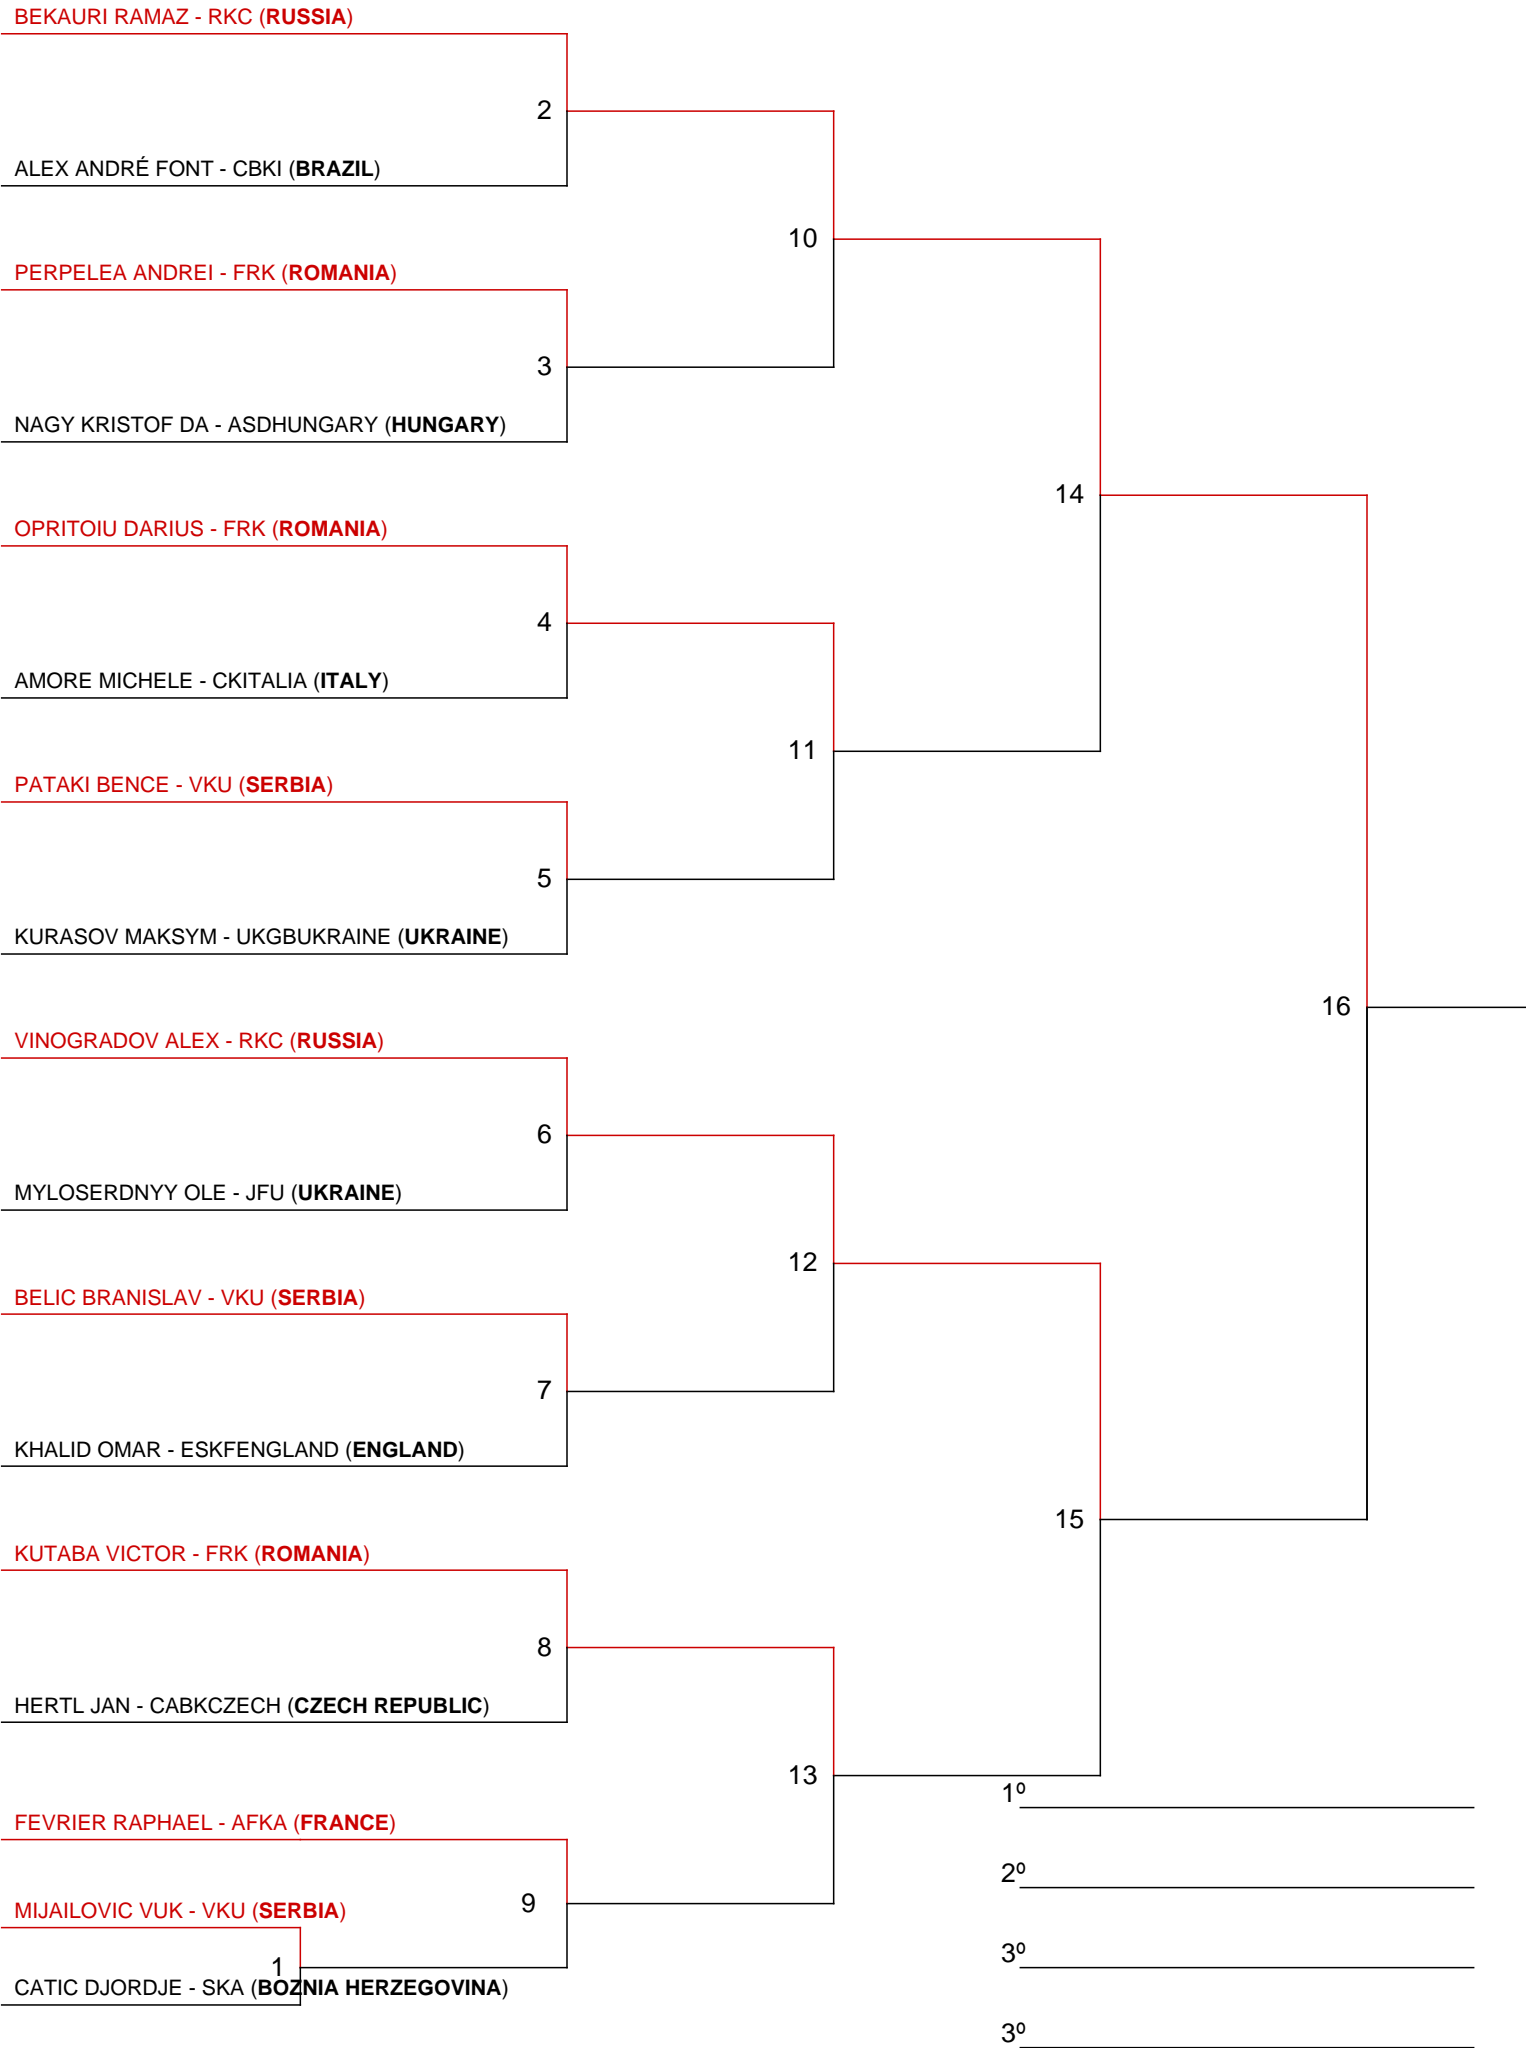 BEKAURI RAMAZ - RKC (RUSSIA)
2
ALEX ANDRÉ FONT - CBKI (BRAZIL)
10
PERPELEA ANDREI - FRK (ROMANIA)
3
NAGY KRISTOF DA - ASDHUNGARY (HUNGARY)
14
OPRITOIU DARIUS - FRK (ROMANIA)
4
AMORE MICHELE - CKITALIA (ITALY)
11
PATAKI BENCE - VKU (SERBIA)
5
KURASOV MAKSYM - UKGBUKRAINE (UKRAINE)
16
VINOGRADOV ALEX - RKC (RUSSIA)
6
MYLOSERDNYY OLE - JFU (UKRAINE)
12
BELIC BRANISLAV - VKU (SERBIA)
7
KHALID OMAR - ESKFENGLAND (ENGLAND)
15
KUTABA VICTOR - FRK (ROMANIA)
8
HERTL JAN - CABKCZECH (CZECH REPUBLIC)
13
1º
FEVRIER RAPHAEL - AFKA (FRANCE)
2º
9
MIJAILOVIC VUK - VKU (SERBIA)
3º
1
CATIC DJORDJE - SKA (BOZNIA HERZEGOVINA)
3º